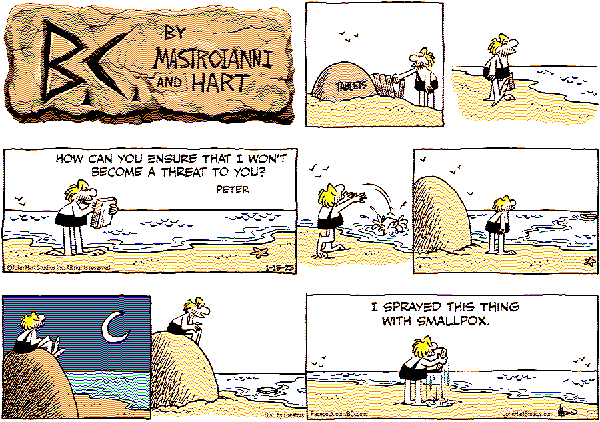 B.C.
BY
MASTROIANNI
AND HART
TABLETS
HOW CAN YOU ENSURE THAT I WON'T
BECOME A THREAT TO YOU?
PETER
I SPRAYED THIS THING
WITH SMALLPOX.